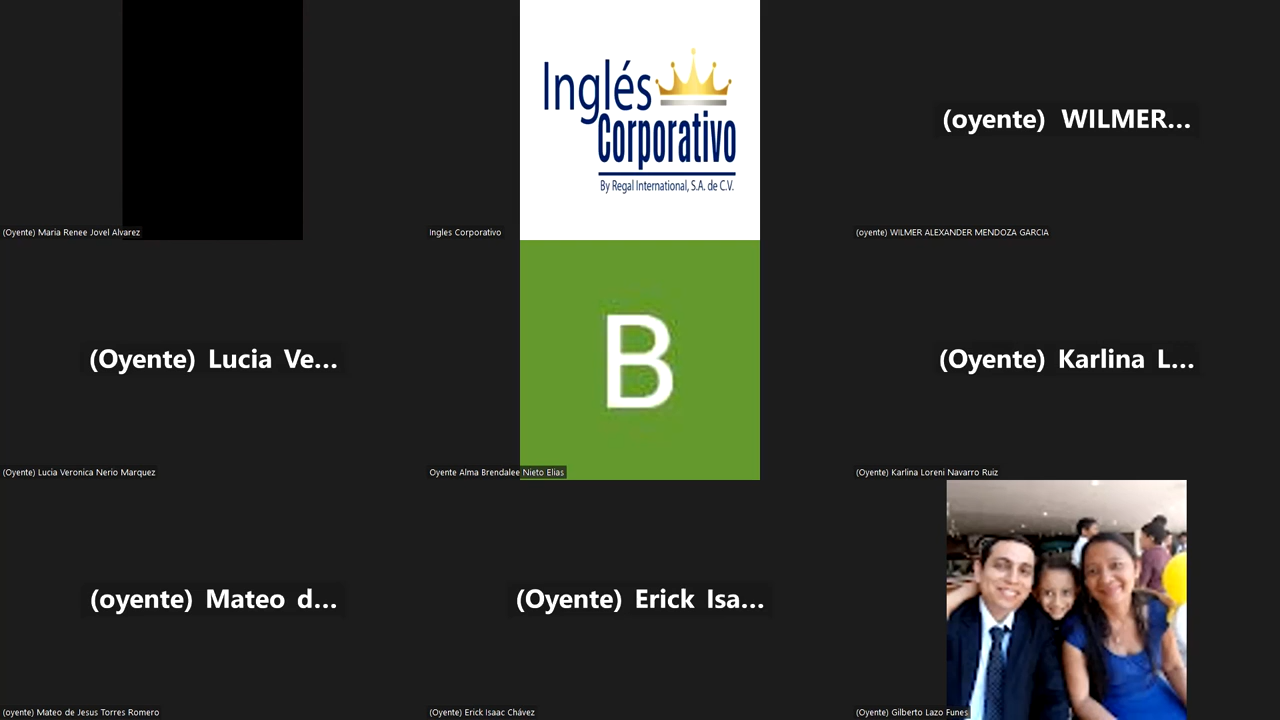 (Oyente) Maria Renee Jovel Alvarez
Inglés
Corporativo
By Regal International, S.A. de C.V.
Ingles Corporativo
(oyente) WILMER...
(oyente) WILMER ALEXANDER MENDOZA GARCIA
(Oyente) Lucia Ve...
(Oyente) Lucia Veronica Nerio Marquez
B
Oyente Alma Brendalee Nieto Elias
(Oyente) Karlina L...
(Oyente) Karlina Loreni Navarro Ruiz
(oyente) Mateo d...
(oyente) Mateo de Jesus Torres Romero
(Oyente) Erick Isa...
(Oyente) Erick Isaac Chávez
(Oyente) Gilberto Lazo Funes